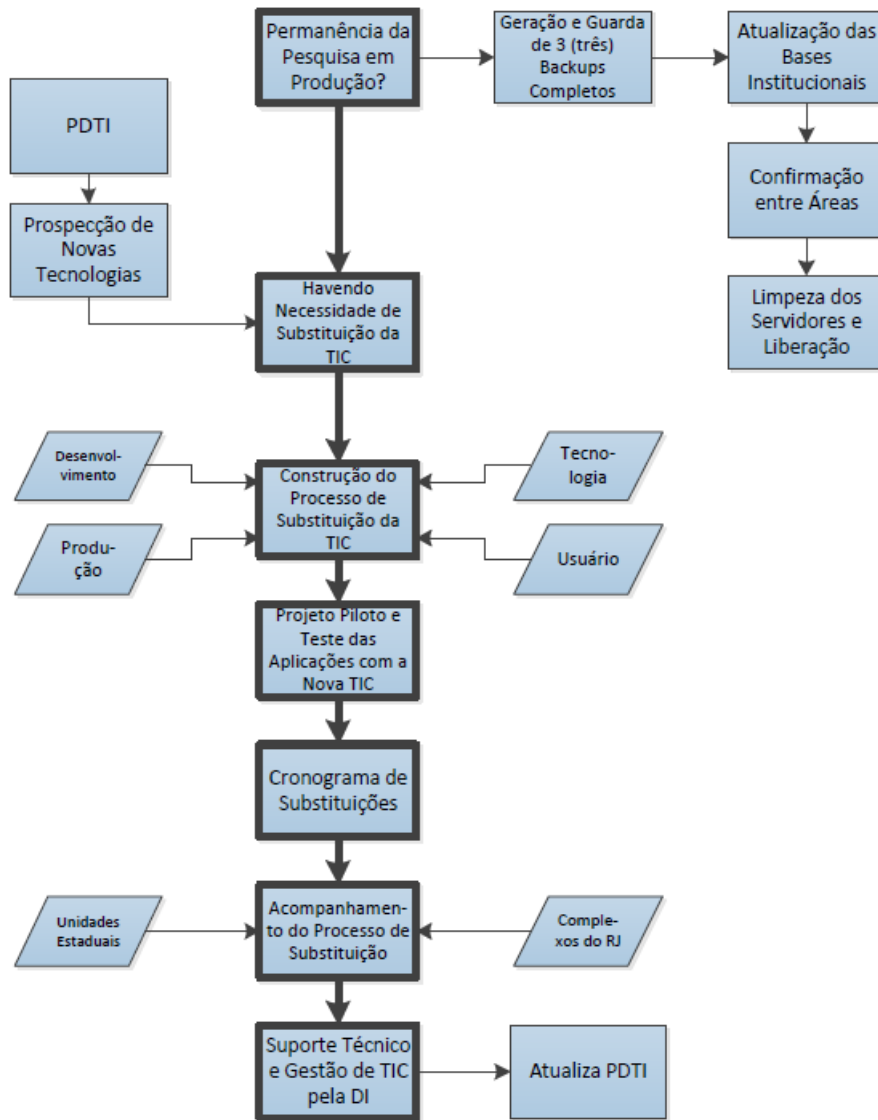 Permanência da
Pesquisa em
Produção?
Geração e Guarda
de 3 (três)
Backups
Completos
Atualização das
Bases
Institucionais
PDTI
Confirmação
entre Áreas
Prospecção de
Novas
Tecnologias
Havendo
Necessidade de
Substituição da
TIC
Limpeza dos
Servidores e
Liberação
Desenvol-
vimento
Tecno-
logia
Construção do
Processo de
Substituição da
TIC
Produ-
ção
Usuário
Projeto Piloto e
Teste das
Aplicações com a
Nova TIC
Cronograma de
Substituições
Unidades
Estaduais
Acompanhamen-
to do Processo de
Substituição
Comple-
xos do RJ
Suporte Técnico
e Gestão de TIC
pela DI
Atualiza PDTI